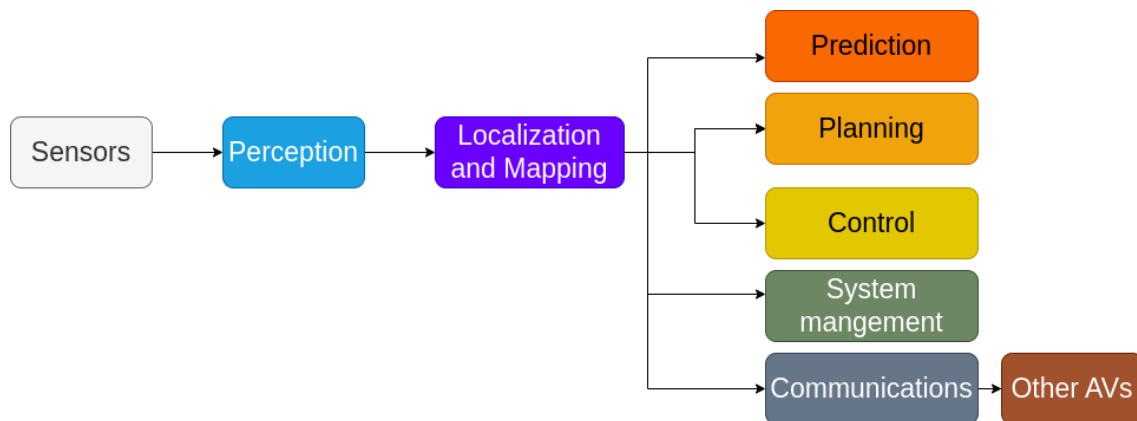 Prediction
Planning
Sensors
Perception
Localization
and Mapping
Control
System
mangement
Communications
Other AVs